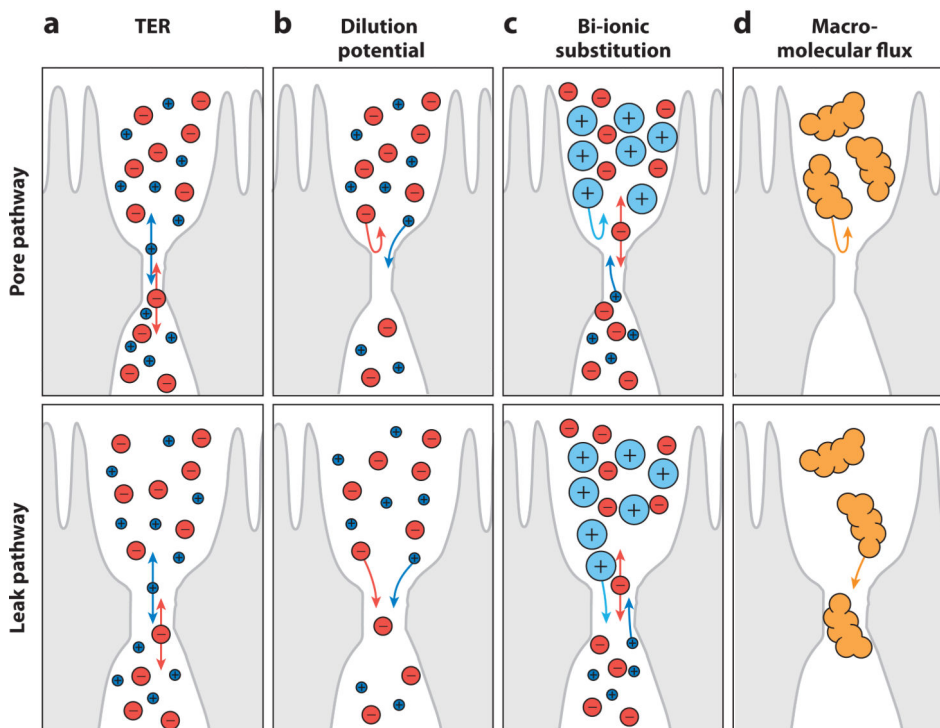 a TER
b Dilution
potential
c Bi-ionic
substitution
d Macro-
molecular flux
Pore pathway
Leak pathway